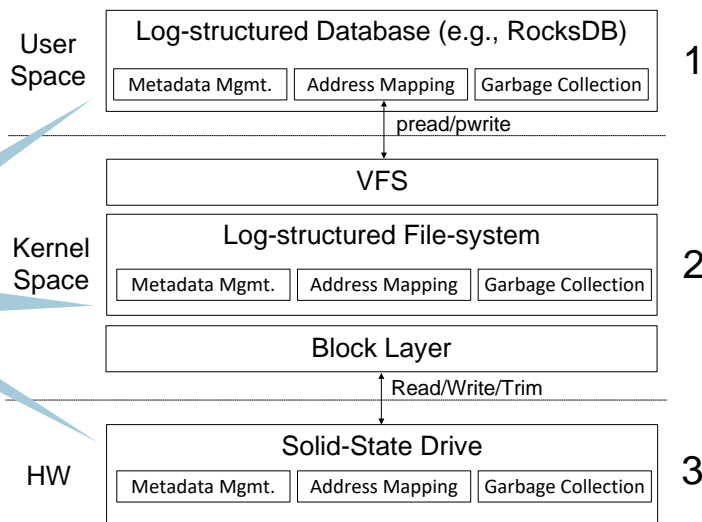 User
Space
Log-structured Database (e.g., RocksDB)
Metadata Mgmt. Address Mapping Garbage Collection
1
pread/pwrite
VFS
Kernel
Space
Log-structured File-system
Metadata Mgmt. Address Mapping Garbage Collection
2
Block Layer
Read/Write/Trim
HW
Solid-State Drive
Metadata Mgmt. Address Mapping Garbage Collection
3